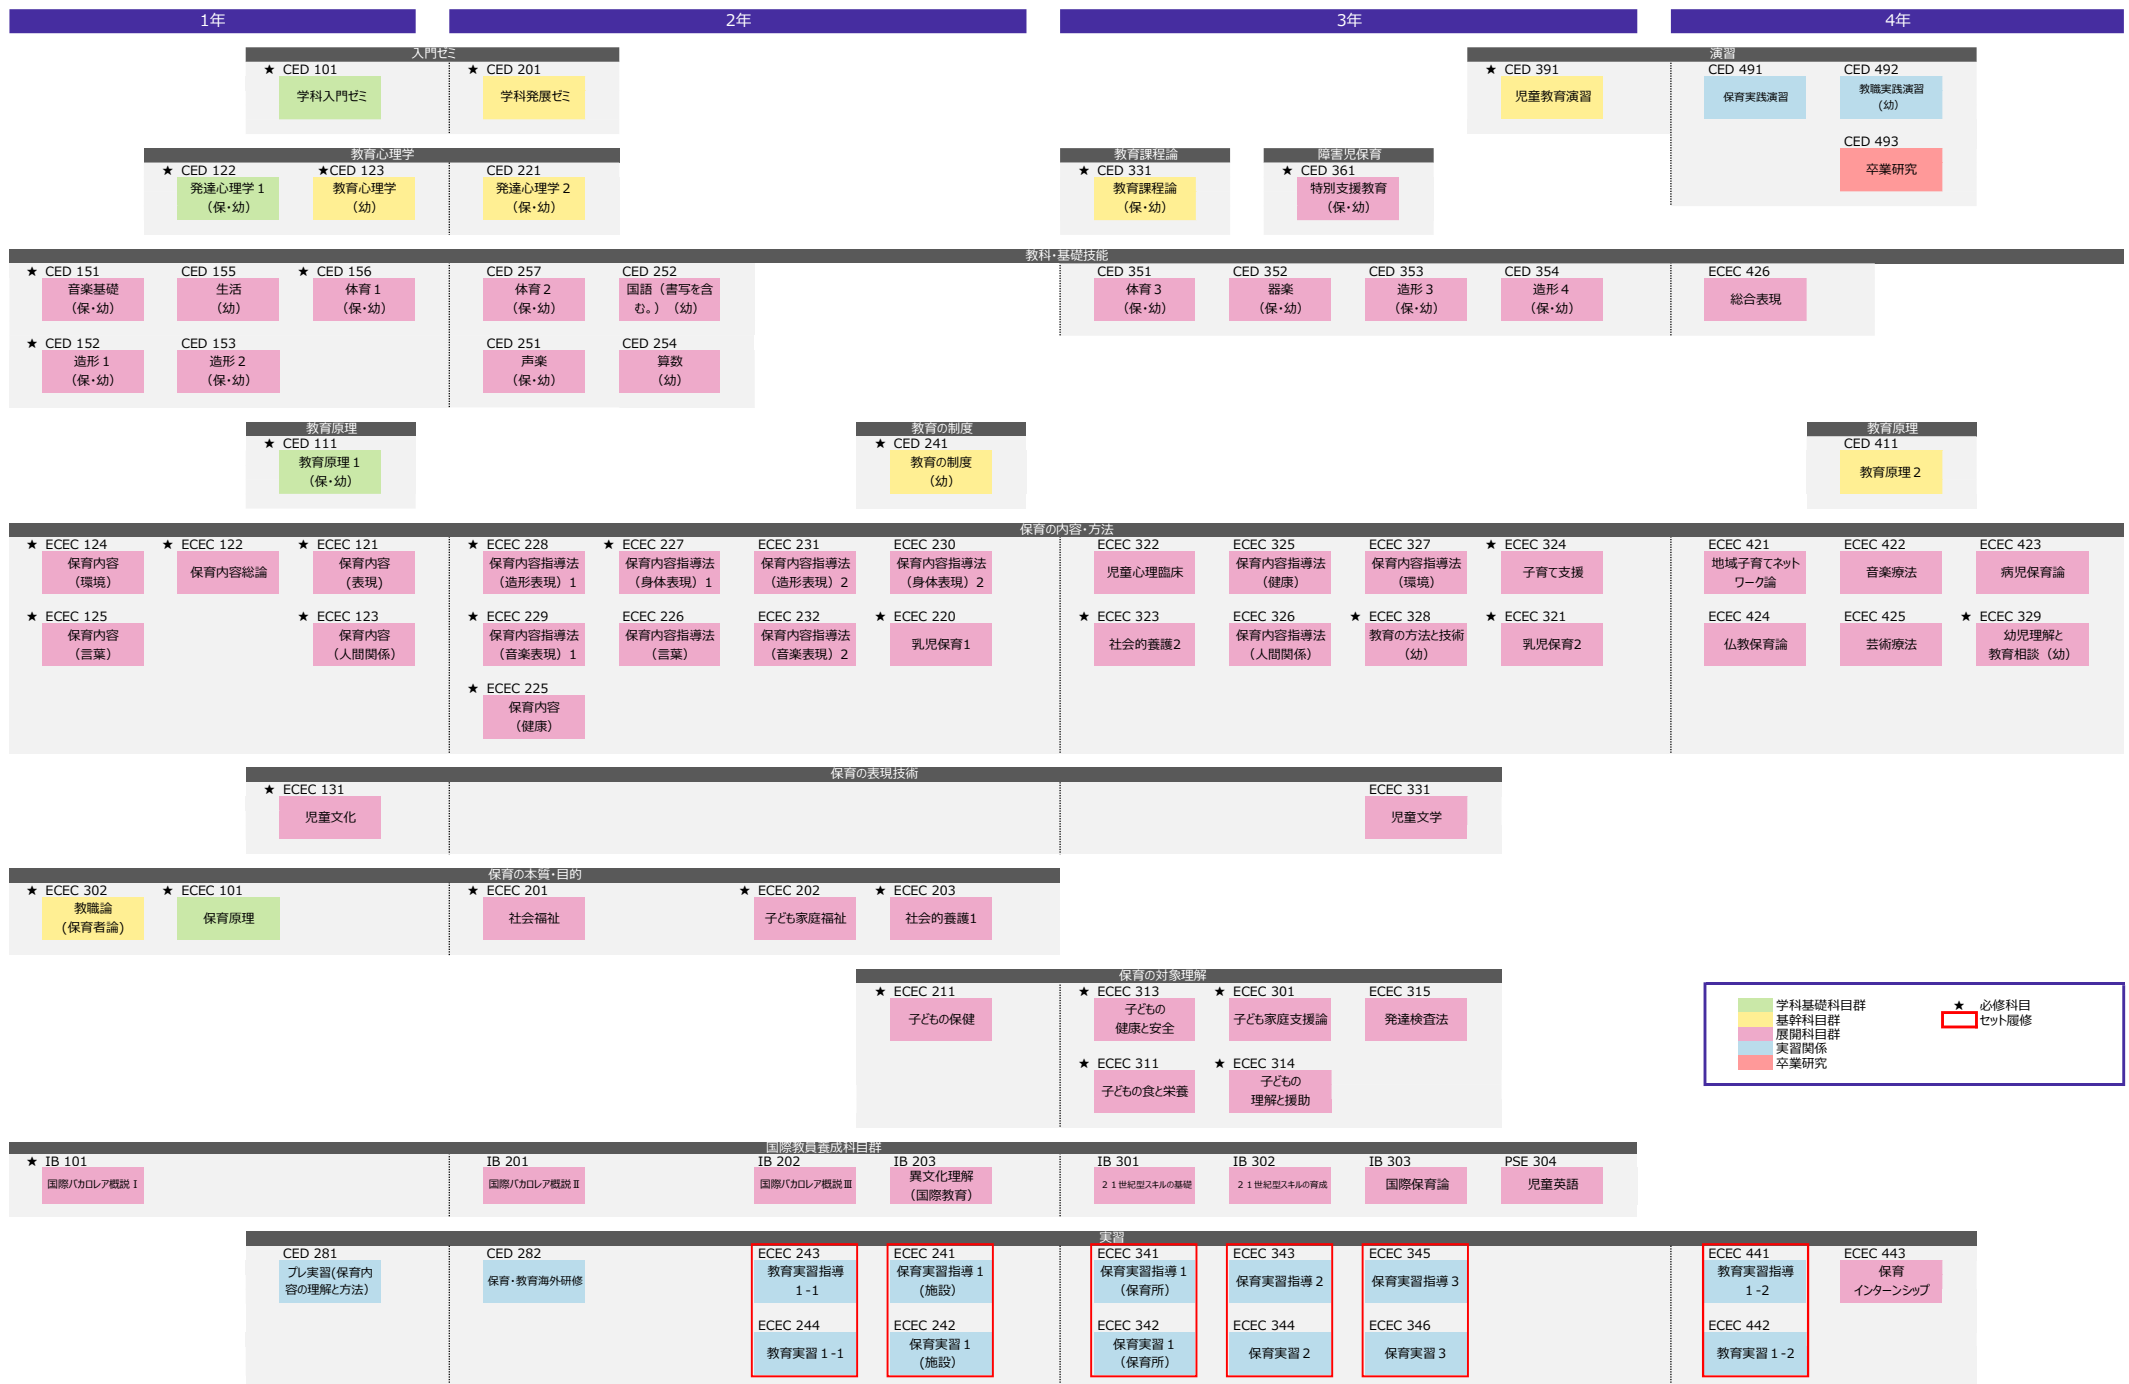 1年 2年 3年 4年
入門ゼミ 演習
★ CED 101 ★ CED 201 ★ CED 391 CED 491 CED 492
学科入門ゼミ 学科発展ゼミ 児童教育演習 保育実践演習 教職実践演習
(幼)
CED 493
卒業研究
教育心理学 教育課程論 障害児保育
★ CED 122 ★CED 123 CED 221 ★ CED 331 ★ CED 361
発達心理学1 教育心理学 発達心理学2 教育課程論 特別支援教育
（保・幼） （幼） （保・幼） （保・幼） （保・幼）
教科・基礎技能
★ CED 151 CED 155 ★ CED 156 CED 257 CED 252 CED 351 CED 352 CED 353 CED 354 ECEC 426
音楽基礎 生活 体育1 体育2 国語（書写を含 体育3 器楽 造形3 造形4 総合表現
（保・幼） （幼） （保・幼） （保・幼） む。）（幼） （保・幼） （保・幼） （保・幼） （保・幼）
★ CED 152 CED 153 CED 251 CED 254
造形1 造形2 声楽 算数
（保・幼） （保・幼） （保・幼） （幼）
教育原理 教育の制度 教育原理
★ CED 111 ★ CED 241 CED 411
教育原理1 教育の制度 教育原理2
（保・幼） （幼）
保育の内容・方法
★ ECEC 124 ★ ECEC 122 ★ ECEC 121 ★ ECEC 228 ★ ECEC 227 ECEC 231 ECEC 230 ECEC 322 ECEC 325 ECEC 327 ★ ECEC 324 ECEC 421 ECEC 422 ECEC 423
保育内容 保育内容総論 保育内容 保育内容指導法 保育内容指導法 保育内容指導法 保育内容指導法 児童心理臨床 保育内容指導法 保育内容指導法 子育て支援 地域子育てネット 音楽療法 病児保育論
（環境） (表現) （造形表現）1 （身体表現）1 （造形表現）2 （身体表現）2 （健康） （環境） ワーク論
★ ECEC 125 ★ ECEC 123 ★ ECEC 229 ECEC 226 ECEC 232 ★ ECEC 220 ★ ECEC 323 ECEC 326 ★ ECEC 328 ★ ECEC 321 ECEC 424 ECEC 425 ★ ECEC 329
保育内容 保育内容 保育内容指導法 保育内容指導法 保育内容指導法 乳児保育1 社会的養護2 保育内容指導法 教育の方法と技術 乳児保育2 仏教保育論 芸術療法 幼児理解と
（言葉） （人間関係） （音楽表現）1 （言葉） （音楽表現）2 （人間関係） （幼） 教育相談（幼）
★ ECEC 225
保育内容
（健康）
保育の表現技術
★ ECEC 131 ECEC 331
児童文化 児童文学
保育の本質・目的
★ ECEC 302 ★ ECEC 101 ★ ECEC 201 ★ ECEC 202 ★ ECEC 203
教職論 保育原理 社会福祉 子ども家庭福祉 社会的養護1
(保育者論)
保育の対象理解
★ ECEC 211 ★ ECEC 313 ★ ECEC 301 ECEC 315
子どもの保健 子どもの 子ども家庭支援論 発達検査法
健康と安全
★ ECEC 311 ★ ECEC 314
子どもの食と栄養 子どもの
理解と援助
学科基礎科目群 ★ 必修科目
基幹科目群 セット履修
展開科目群
実習関係
卒業研究
国際教員養成科目群
★ IB 101 IB 201 IB 202 IB 203 IB 301 IB 302 IB 303 PSE 304
国際バカロレア概説Ⅰ 国際バカロレア概説Ⅱ 国際バカロレア概説Ⅲ 異文化理解 21世紀型スキルの基礎 21世紀型スキルの育成 国際保育論 児童英語
（国際教育）
実習
CED 281 CED 282 ECEC 243 ECEC 241 ECEC 341 ECEC 343 ECEC 345 ECEC 441 ECEC 443
プレ実習(保育内 保育・教育海外研修 教育実習指導 保育実習指導1 保育実習指導1 保育実習指導2 保育実習指導3 教育実習指導 保育
容の理解と方法） 1-1 (施設） （保育所） 1-2 インターンシップ
ECEC 244 ECEC 242 ECEC 342 ECEC 344 ECEC 346 ECEC 442
教育実習1-1 保育実習1 保育実習1 保育実習2 保育実習3 教育実習1-2
(施設） （保育所）